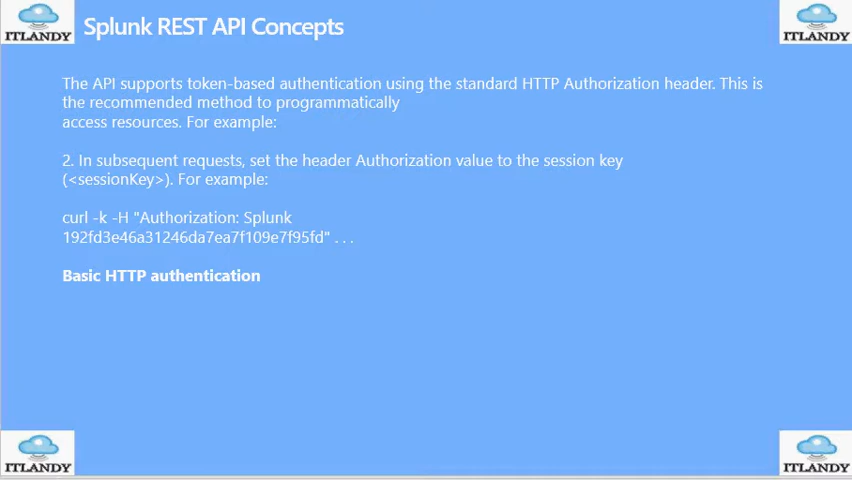 ITLANDY
Splunk REST API Concepts
ITLANDY
The API supports token-based authentication using the standard HTTP Authorization header. This is
the recommended method to programmatically
access resources. For example:
2. In subsequent requests, set the header Authorization value to the session key
(<sessionKey>). For example:
curl -k -H "Authorization: Splunk
192fd3e46a31246da7ea7f109e7f95fd" . . .
Basic HTTP authentication
ITLANDY
ITLANDY